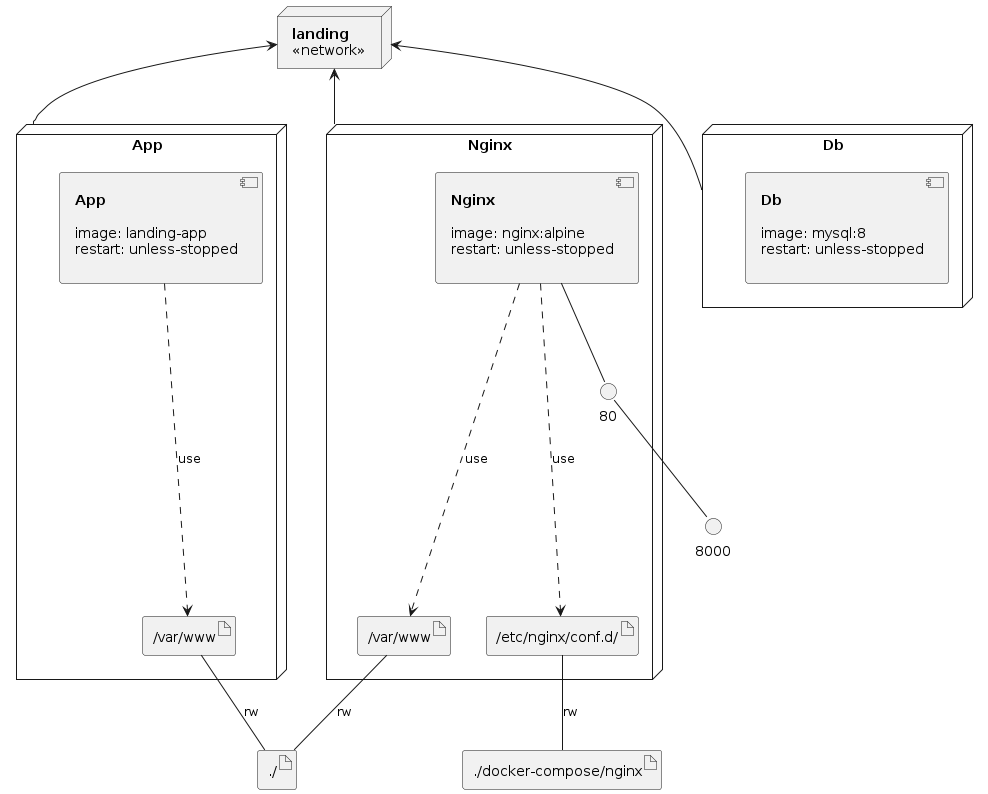 landing
«network»
App
Nginx
Db
App
image: landing-app
restart: unless-stopped
Nginx
image: nginx:alpine
restart: unless-stopped
Db
image: mysql:8
restart: unless-stopped
80
use
use
use
8000
/var/www
/var/www
/etc/nginx/conf.d/
rw
rw
rw
./
./docker-compose/nginx